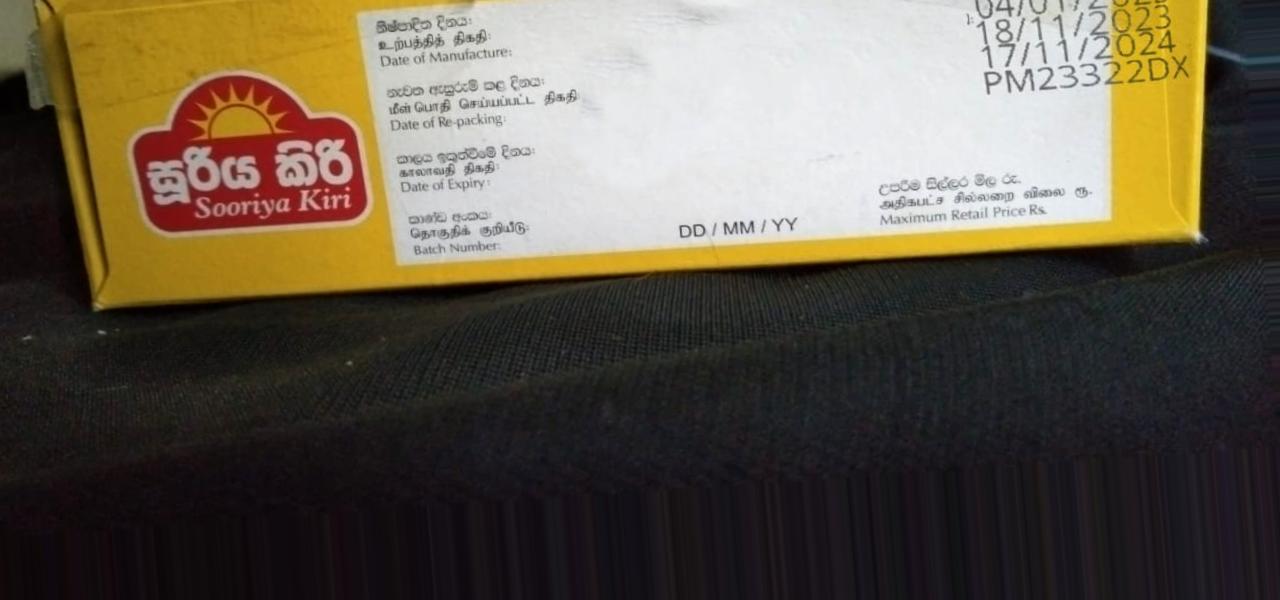 සූරිය කිරි
Sooriya Kiri
නිෂ්පාදිත දිනය:
உற்பத்தித் திகதி:
Date of Manufacture:
නැවත ඇසුරුම් කළ දිනය:
மீள் பொதி செய்யப்பட்ட திகதி:
Date of Re-packing:
කාලය ඉකුත්වීමේ දිනය:
காலாவதி திகதி:
Date of Expiry:
කාණ්ඩ අංකය:
தொகுதிக் குறியீடு:
Batch Number:
DD / MM / YY
18/11/2023
17/11/2024
PM23322DX
උපරිම සිල්ලර මිල රු.
அதிகபட்ச சில்லறை விலை ரூ.
Maximum Retail Price Rs.